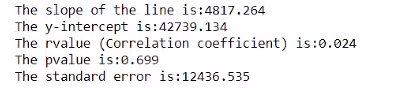 The slope of the line is:4817.264
The y-intercept is:42739.134
The rvalue (Correlation coefficient) is:0.024
The pvalue is:0.699
The standard error is:12436.535